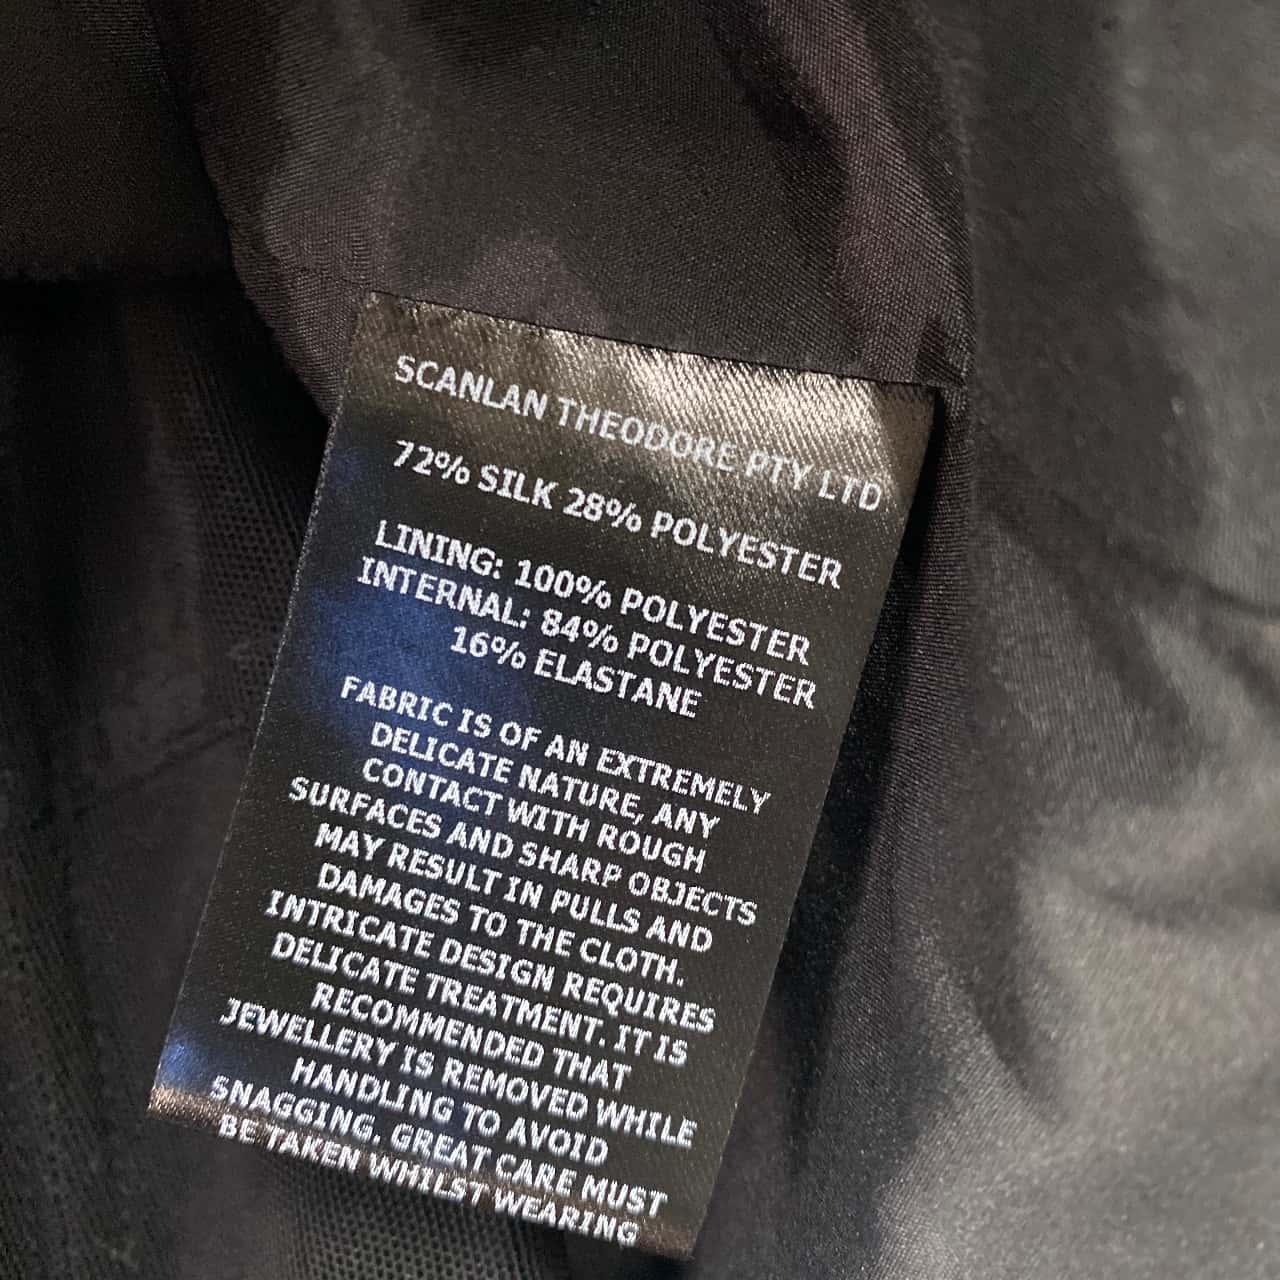 SCANLAN THEODORE PTY LTD
72% SILK 28% POLYESTER
LINING: 100% POLYESTER
INTERNAL: 84% POLYESTER
16% ELASTANE
FABRIC IS OF AN EXTREMELY
DELICATE NATURE, ANY
CONTACT WITH ROUGH
SURFACES AND SHARP OBJECTS
MAY RESULT IN PULLS AND
DAMAGES TO THE CLOTH.
INTRICATE DESIGN REQUIRES
DELICATE TREATMENT. IT IS
RECOMMENDED THAT
JEWELLERY IS REMOVED WHILE
HANDLING TO AVOID
SNAGGING. GREAT CARE MUST
BE TAKEN WHILST WEARING